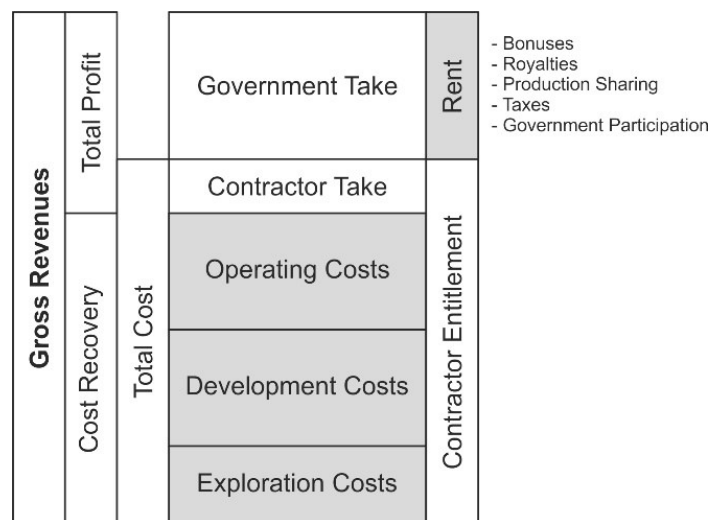 Gross Revenues
Total Profit
Cost Recovery
Total Cost
Government Take
Contractor Take
Operating Costs
Development Costs
Exploration Costs
Rent
Contractor Entitlement
- Bonuses
- Royalties
- Production Sharing
- Taxes
- Government Participation